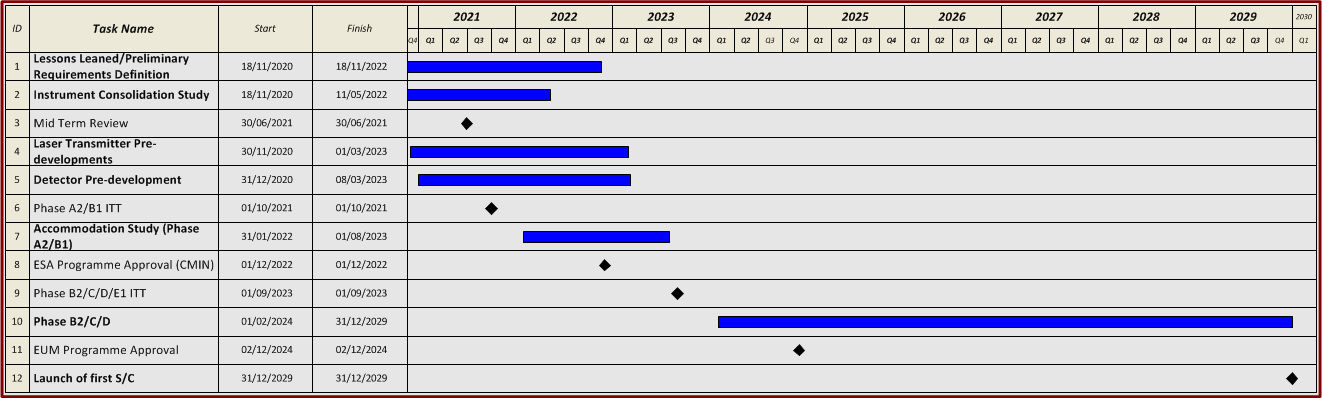 ID Task Name Start Finish 2021 2022 2023 2024 2025 2026 2027 2028 2029 2030
Q4 Q1 Q2 Q3 Q4 Q1 Q2 Q3 Q4 Q1 Q2 Q3 Q4 Q1 Q2 Q3 Q4 Q1 Q2 Q3 Q4 Q1 Q2 Q3 Q4 Q1 Q2 Q3 Q4 Q1 Q2 Q3 Q4 Q1 Q2 Q3 Q4 Q1
1 Lessons Leaned/Preliminary
Requirements Definition 18/11/2020 18/11/2022
2 Instrument Consolidation Study 18/11/2020 11/05/2022
3 Mid Term Review 30/06/2021 30/06/2021
4 Laser Transmitter Pre-
developments 30/11/2020 01/03/2023
5 Detector Pre-development 31/12/2020 08/03/2023
6 Phase A2/B1 ITT 01/10/2021 01/10/2021
7 Accommodation Study (Phase
A2/B1) 31/01/2022 01/08/2023
8 ESA Programme Approval (CMIN) 01/12/2022 01/12/2022
9 Phase B2/C/D/E1 ITT 01/09/2023 01/09/2023
10 Phase B2/C/D 01/02/2024 31/12/2029
11 EUM Programme Approval 02/12/2024 02/12/2024
12 Launch of first S/C 31/12/2029 31/12/2029